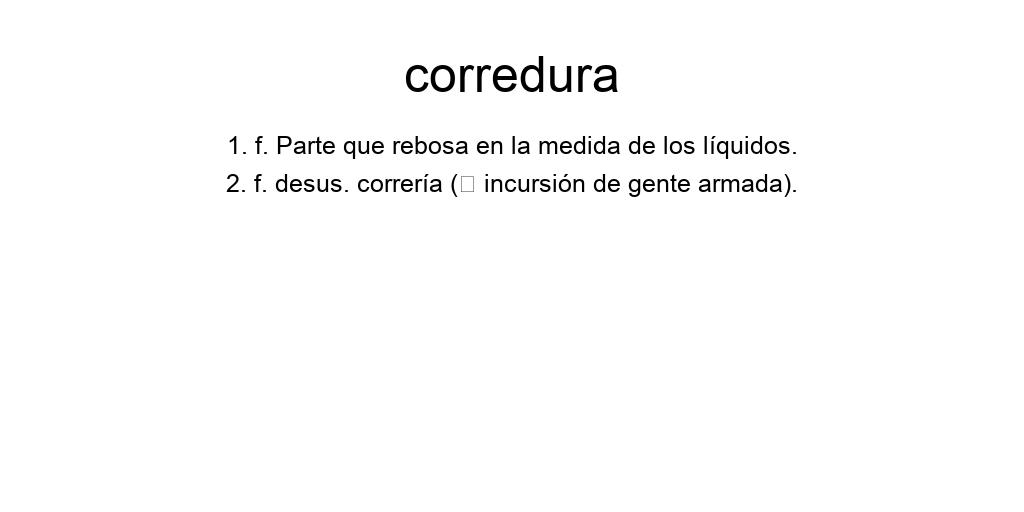 corredura
1. f. Parte que rebosa en la medida de los líquidos.
2. f. desus. correría (□ incursión de gente armada).